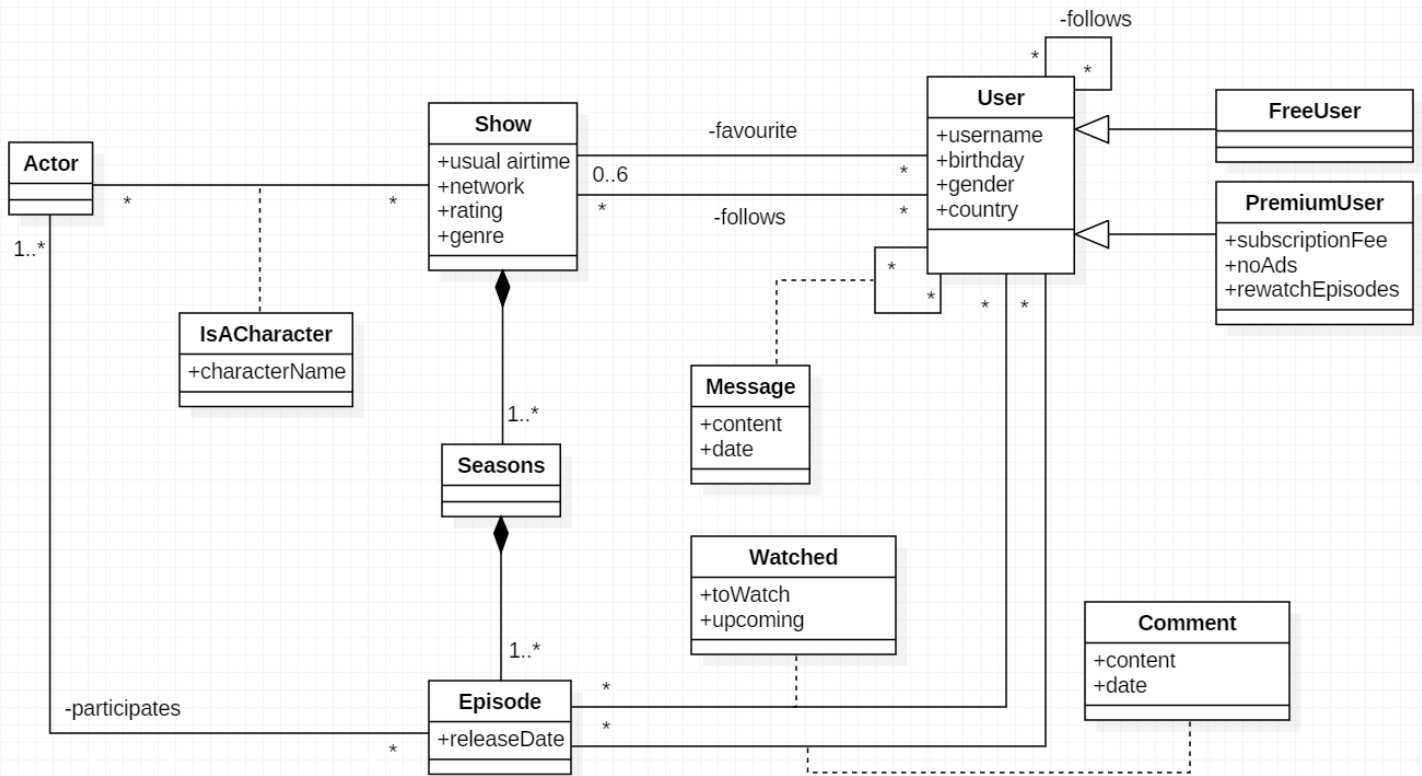 -follows
*
*
User
+username
+birthday
+gender
+country
FreeUser
PremiumUser
+subscriptionFee
+noAds
+rewatchEpisodes
Show
+usual airtime
+network
+rating
+genre
-favourite
0..6
*
*
*
-follows
Actor
*
*
1..*
IsACharacter
+characterName
*
*
*
*
Message
+content
+date
1..*
Seasons
Watched
+toWatch
+upcoming
Comment
+content
+date
1..*
Episode
+releaseDate
*
*
-participates
*